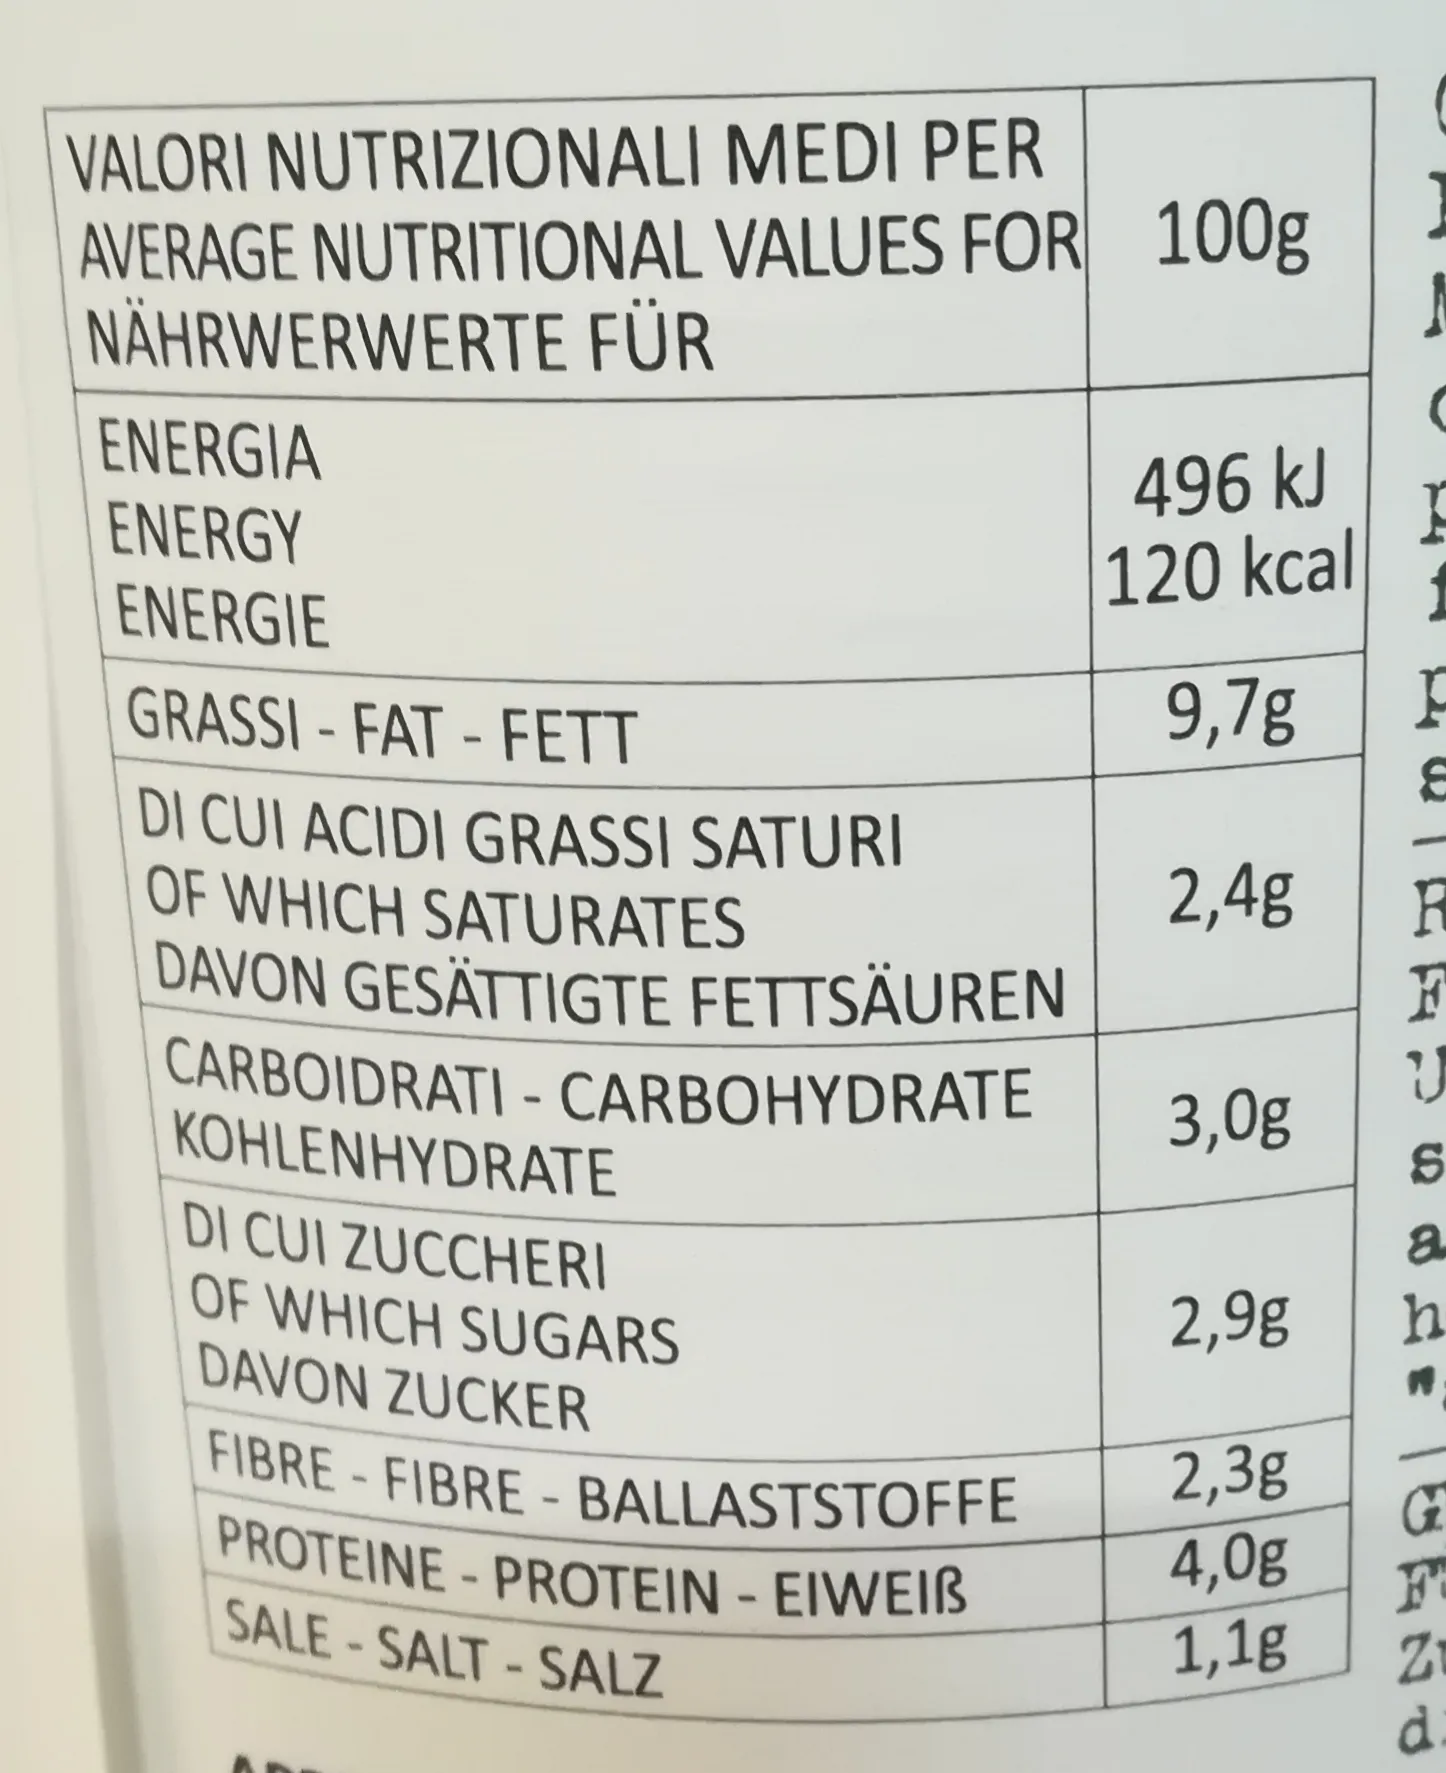 VALORI NUTRIZIONALI MEDI PER
AVERAGE NUTRITIONAL VALUES FOR
NÄHRWERWERTE FÜR
100g
ENERGIA
ENERGY
ENERGIE
496 kJ
120 kcal
GRASSI - FAT - FETT
9,7g
DI CUI ACIDI GRASSI SATURI
OF WHICH SATURATES
DAVON GESÄTTIGTE FETTSÄUREN
2,4g
CARBOIDRATI - CARBOHYDRATE
KOHLENHYDRATE
3,0g
DI CUI ZUCCHERI
OF WHICH SUGARS
DAVON ZUCKER
2,9g
FIBRE - FIBRE - BALLASTSTOFFE
2,3g
PROTEINE - PROTEIN - EIWEIß
4,0g
SALE - SALT - SALZ
1,1g